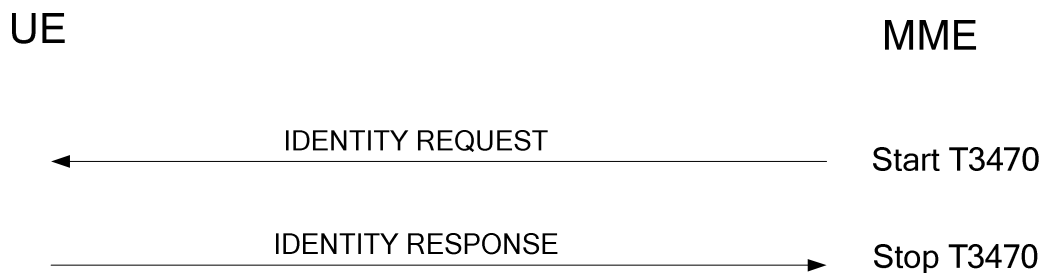 UE
MME
IDENTITY REQUEST
Start T3470
IDENTITY RESPONSE
Stop T3470